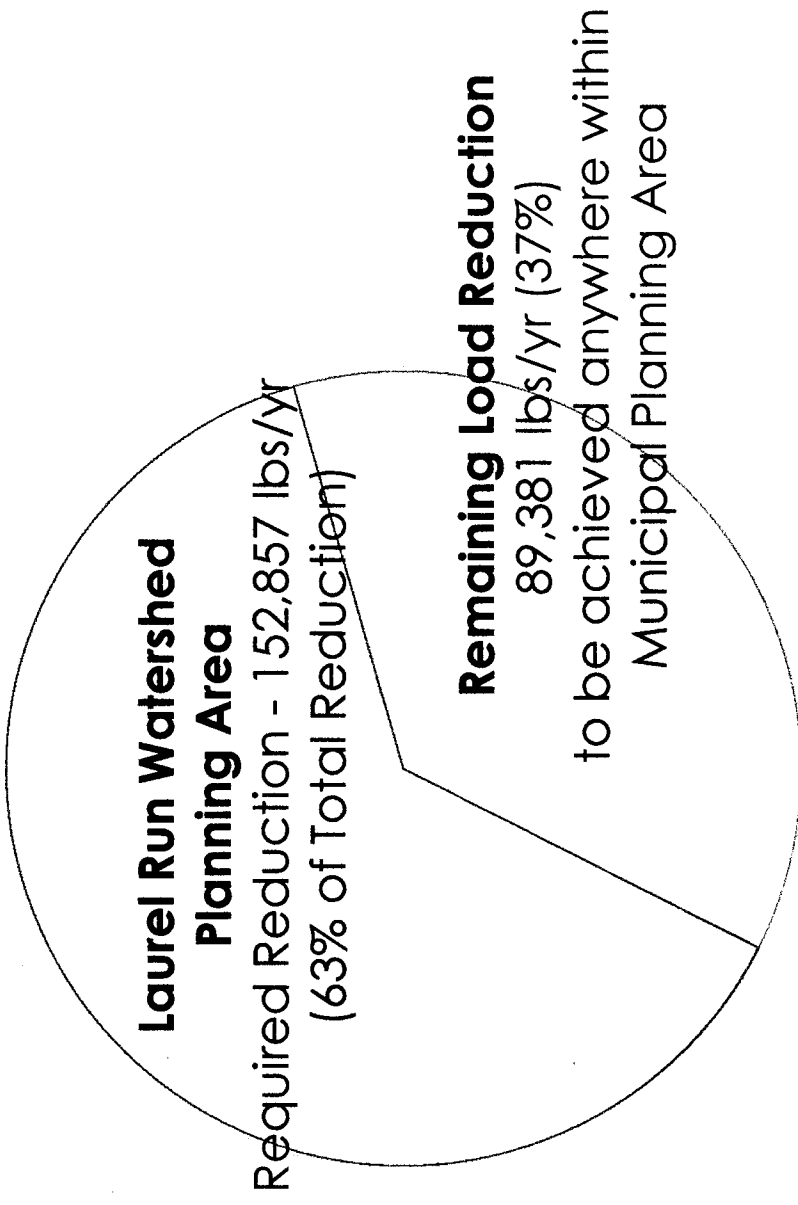 Laurel Run Watershed
Planning Area
Required Reduction - 152,857 lbs/yr
(63% of Total Reduction)
Remaining Load Reduction
89,381 lbs/yr (37%)
to be achieved anywhere within
Municipal Planning Area